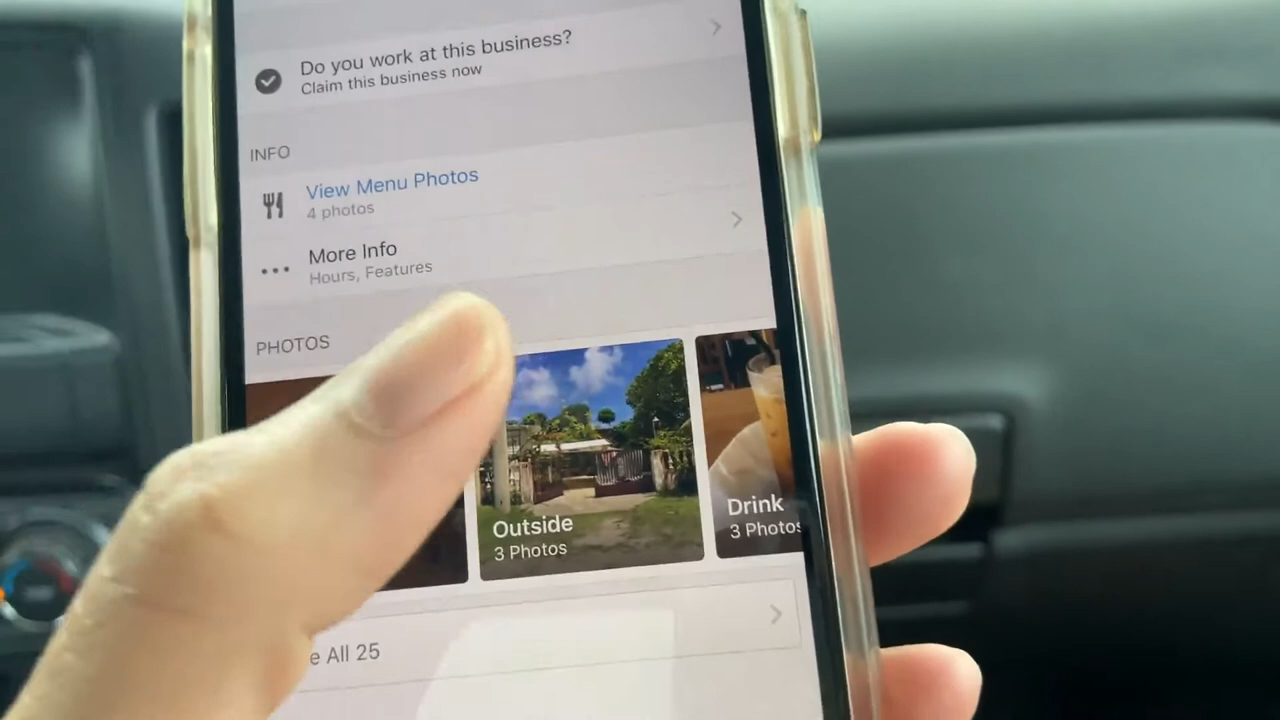 Do you work at this business?
Claim this business now
INFO
View Menu Photos
4 photos
More Info
Hours, Features
PHOTOS
Outside
3 Photos
Drink
3 Photos
All 25